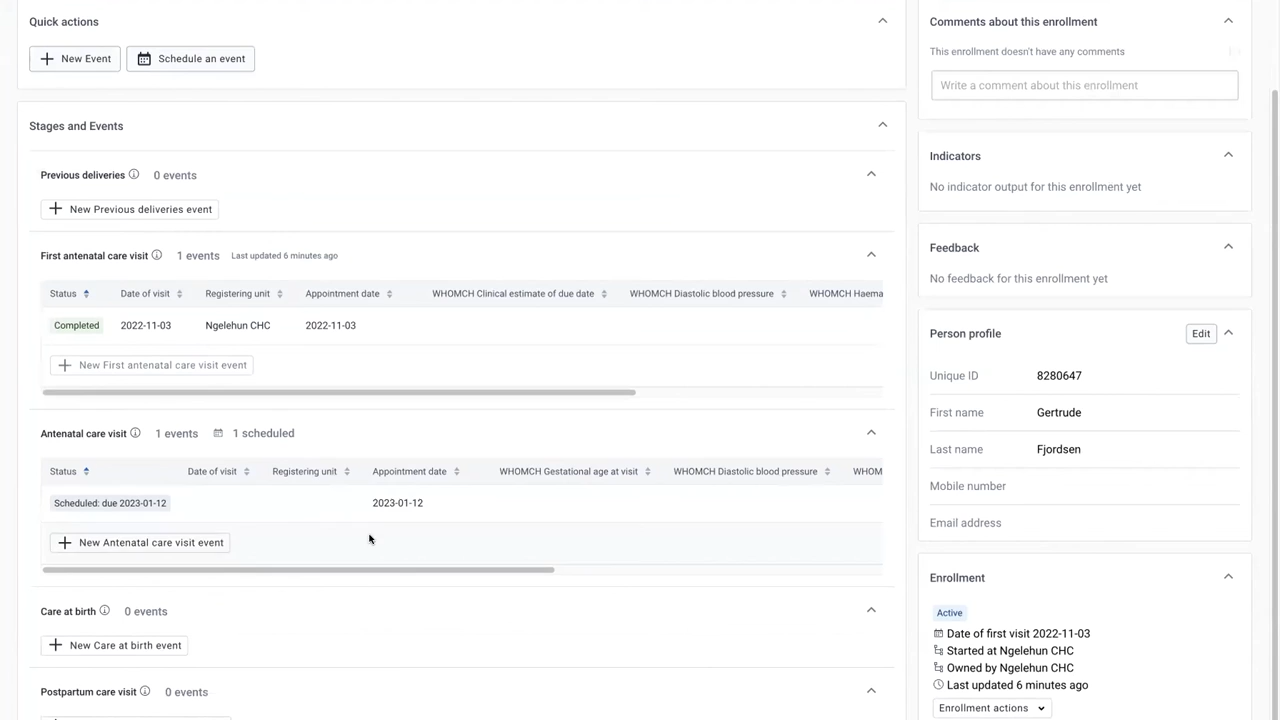 Quick actions
New Event
Schedule an event
Stages and Events
Previous deliveries 0 events
New Previous deliveries event
First antenatal care visit 1 events Last updated 6 minutes ago
Status Date of visit Registering unit Appointment date WHOMCH Clinical estimate of due date WHOMCH Diastolic blood pressure WHOMCH Haema
Completed 2022-11-03 Ngelehun CHC 2022-11-03
New First antenatal care visit event
Antenatal care visit 1 events 1 scheduled
Status Date of visit Registering unit Appointment date WHOMCH Gestational age at visit WHOMCH Diastolic blood pressure WHOM
Scheduled: due 2023-01-12 2023-01-12
New Antenatal care visit event
Care at birth 0 events
New Care at birth event
Postpartum care visit 0 events
Comments about this enrollment
This enrollment doesn't have any comments
Write a comment about this enrollment
Indicators
No indicator output for this enrollment yet
Feedback
No feedback for this enrollment yet
Person profile Edit
Unique ID 8280647
First name Gertrude
Last name Fjordsen
Mobile number
Email address
Enrollment
Active
Date of first visit 2022-11-03
Started at Ngelehun CHC
Owned by Ngelehun CHC
Last updated 6 minutes ago
Enrollment actions